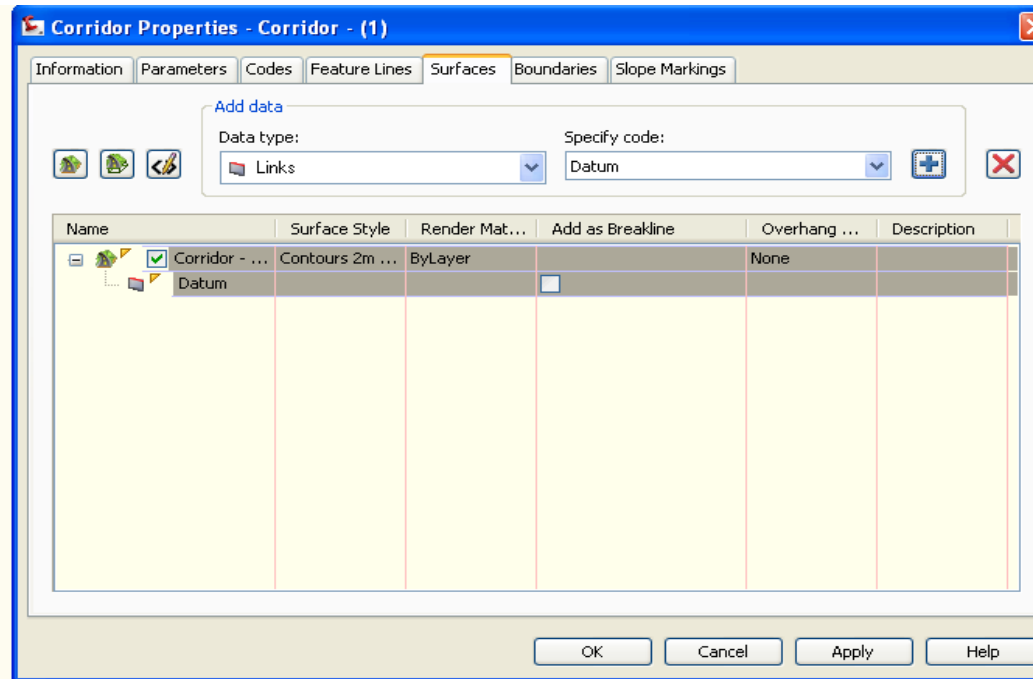 Corridor Properties - Corridor - (1)
Information Parameters Codes Feature Lines Surfaces Boundaries Slope Markings
Add data
Data type: Specify code:
Links Datum
Name Surface Style Render Mat... Add as Breakline Overhang ... Description
Corridor - ... Contours 2m ... ByLayer None
Datum
OK Cancel Apply Help